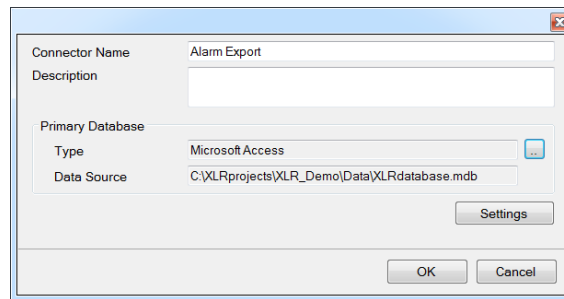 Connector Name Alarm Export
Description
Primary Database
Type Microsoft Access ..
Data Source C:\XLRprojects\XLR_Demo\Data\XLRdatabase.mdb
Settings
OK Cancel